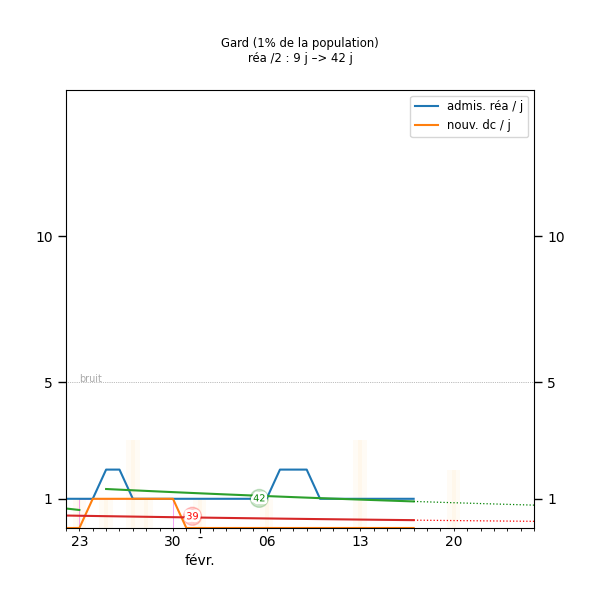 Gard (1% de la population)
réa /2 : 9 j –> 42 j
admis. réa / j
nouv. dc / j
10
10
bruit
5
5
42
1
1
39
23
30
-
06
13
20
févr.